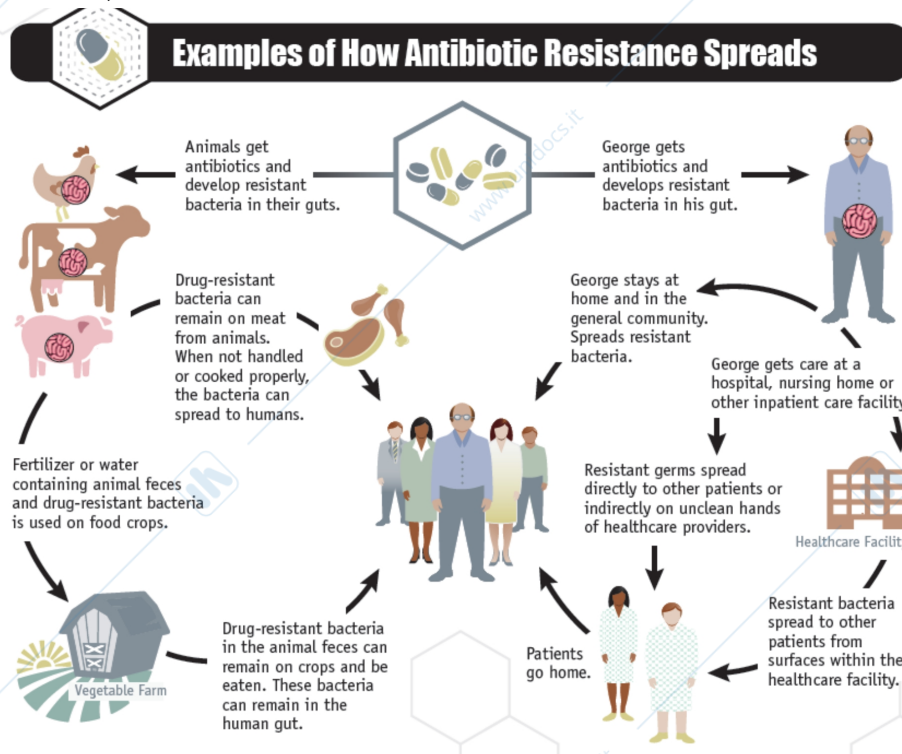 Examples of How Antibiotic Resistance Spreads
Animals get
antibiotics and
develop resistant
bacteria in their guts.
George gets
antibiotics and
develops resistant
bacteria in his gut.
Drug-resistant
bacteria can
remain on meat
from animals.
When not handled
or cooked properly,
the bacteria can
spread to humans.
George stays at
home and in the
general community.
Spreads resistant
bacteria.
George gets care at a
hospital, nursing home or
other inpatient care facility
Fertilizer or water
containing animal feces
and drug-resistant bacteria
is used on food crops.
Resistant germs spread
directly to other patients or
indirectly on unclean hands
of healthcare providers.
Healthcare Facilit
Vegetable Farm
Drug-resistant bacteria
in the animal feces can
remain on crops and be
eaten. These bacteria
can remain in the
human gut.
Patients
go home.
Resistant bacteria
spread to other
patients from
surfaces within the
healthcare facility.